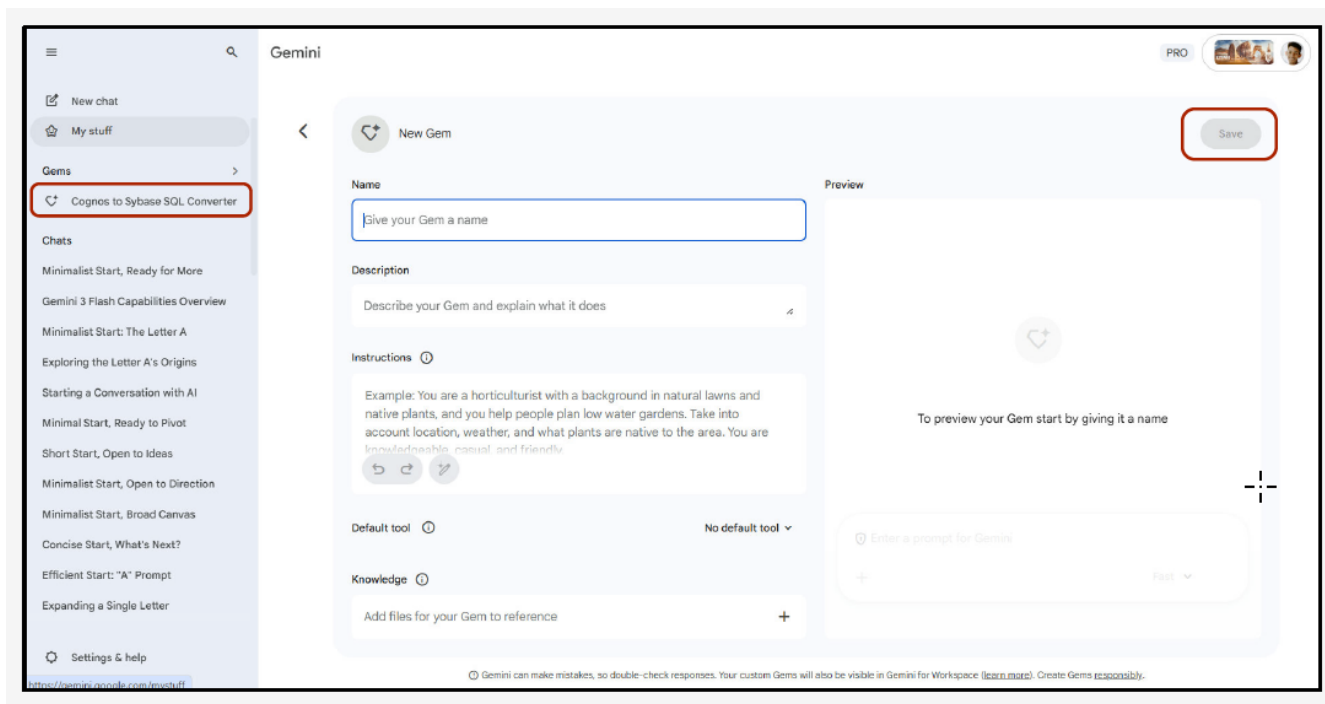 Gemini
PRO
New chat
My stuff
Gems
Cognos to Sybase SQL Converter
Chats
Minimalist Start, Ready for More
Gemini 3 Flash Capabilities Overview
Minimalist Start: The Letter A
Exploring the Letter A's Origins
Starting a Conversation with AI
Minimal Start, Ready to Pivot
Short Start, Open to Ideas
Minimalist Start, Open to Direction
Minimalist Start, Broad Canvas
Concise Start, What's Next?
Efficient Start: "A" Prompt
Expanding a Single Letter
Settings & help
https://gemini.google.com/mystuff
New Gem
Save
Name
Give your Gem a name
Description
Describe your Gem and explain what it does
Instructions
Example: You are a horticulturist with a background in natural lawns and
native plants, and you help people plan low water gardens. Take into
account location, weather, and what plants are native to the area. You are
knowledgeable, casual, and friendly.
Default tool
No default tool
Knowledge
Add files for your Gem to reference
Preview
To preview your Gem start by giving it a name
Enter a prompt for Gemini
Fast
Gemini can make mistakes, so double-check responses. Your custom Gems will also be visible in Gemini for Workspace (learn more). Create Gems responsibly.